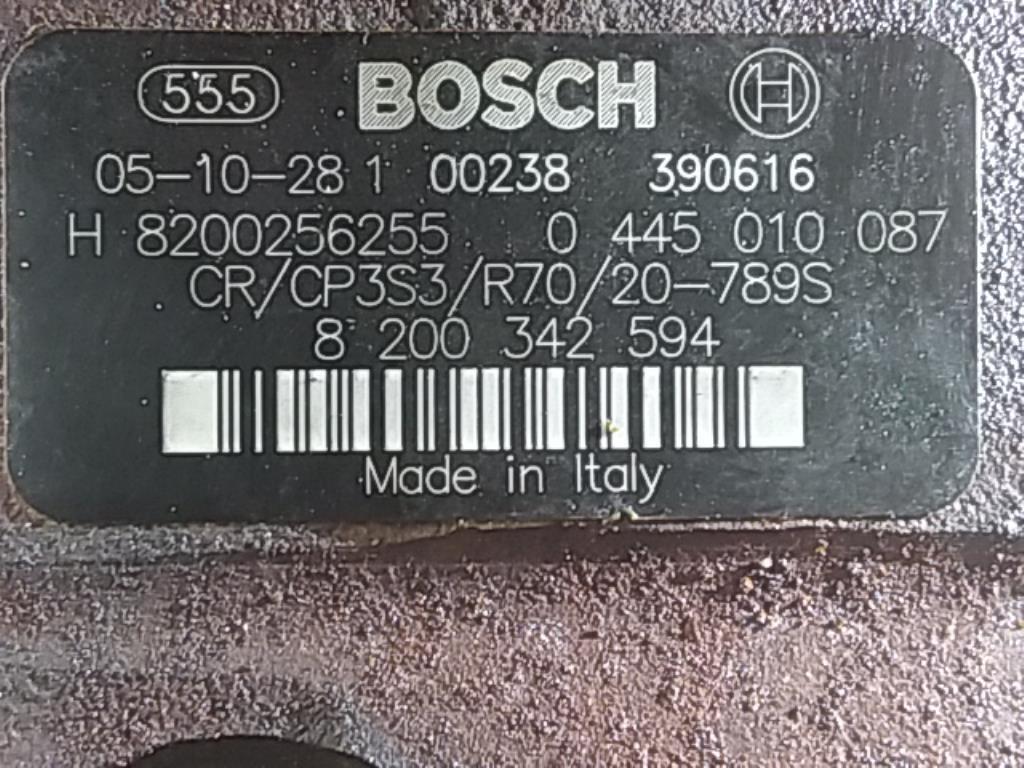 555 BOSCH H
05-10-28 1 00238 390616
H 8200256255 0 445 010 087
CR/CP3S3/R70/20-789S
8 200 342 594
Made in Italy